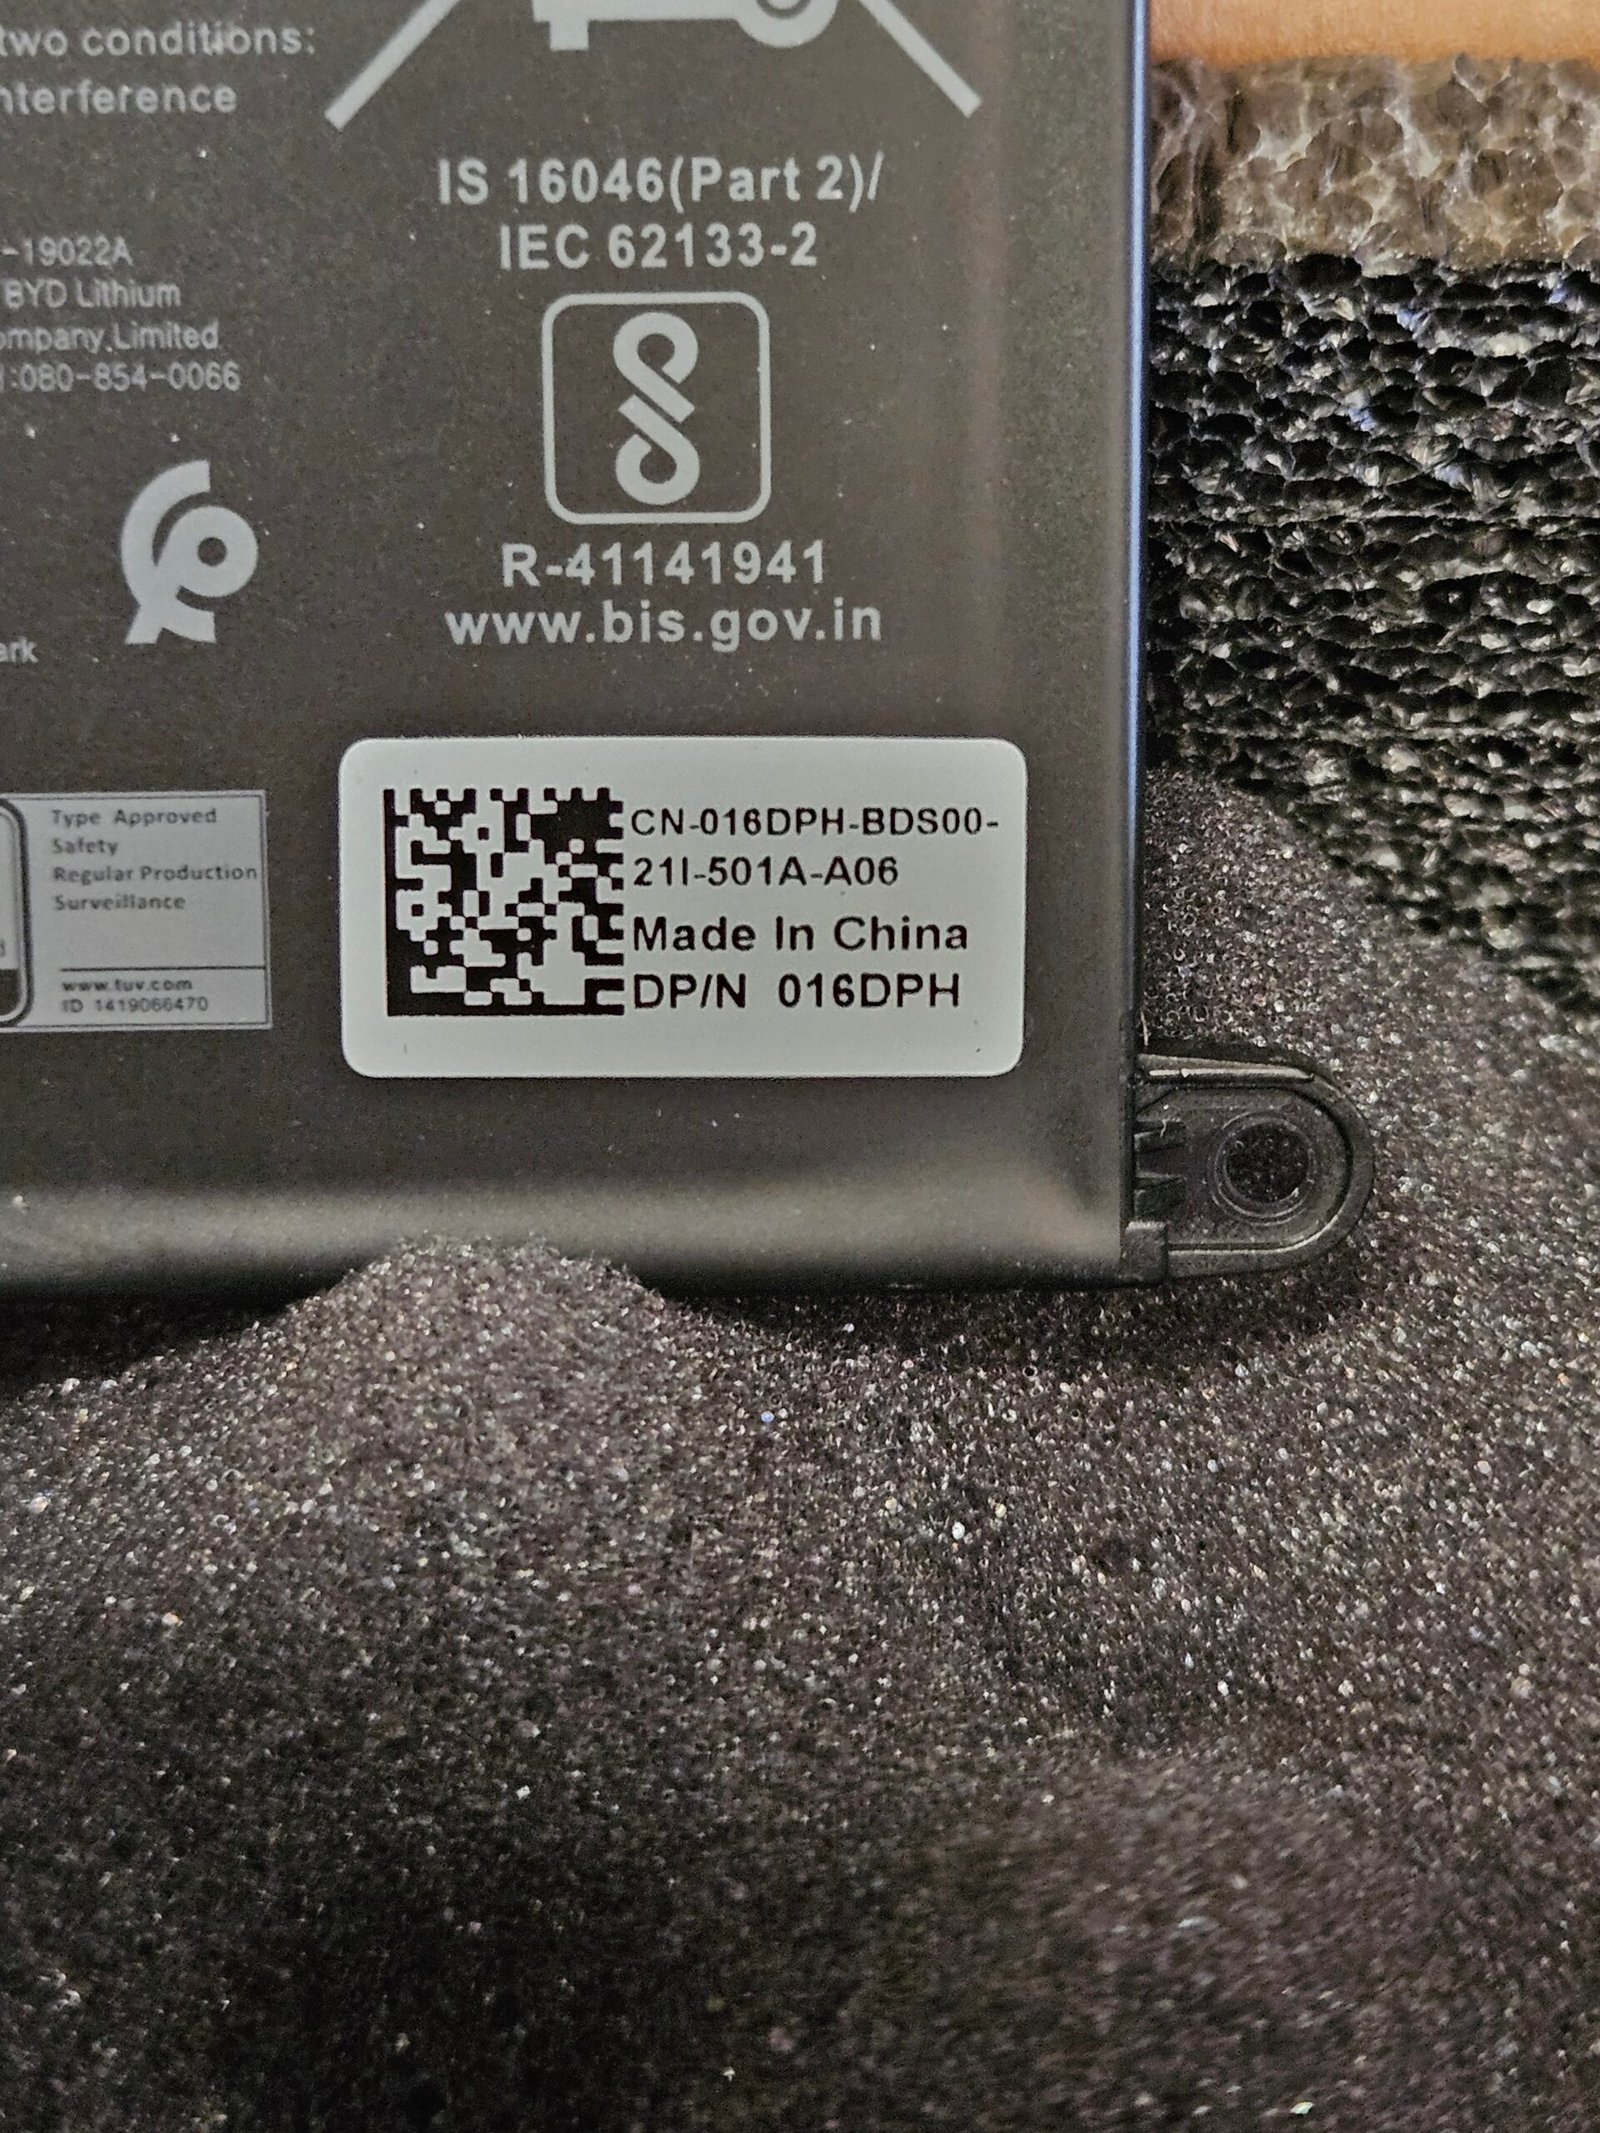 two conditions:
nterference
IS 16046(Part 2)/
IEC 62133-2
-19022A
BYD Lithium
ompany,Limited
:080-854-0066
R-41141941
www.bis.gov.in
ark
Type Approved
Safety
Regular Production
Surveillance
www.tuv.com
ID 1419066470
CN-016DPH-BDS00-
21I-501A-A06
Made In China
DP/N 016DPH